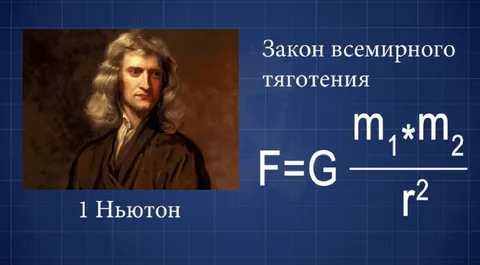 Закон всемирного
тяготения
F=G m₁*m₂
r²
1 Ньютон